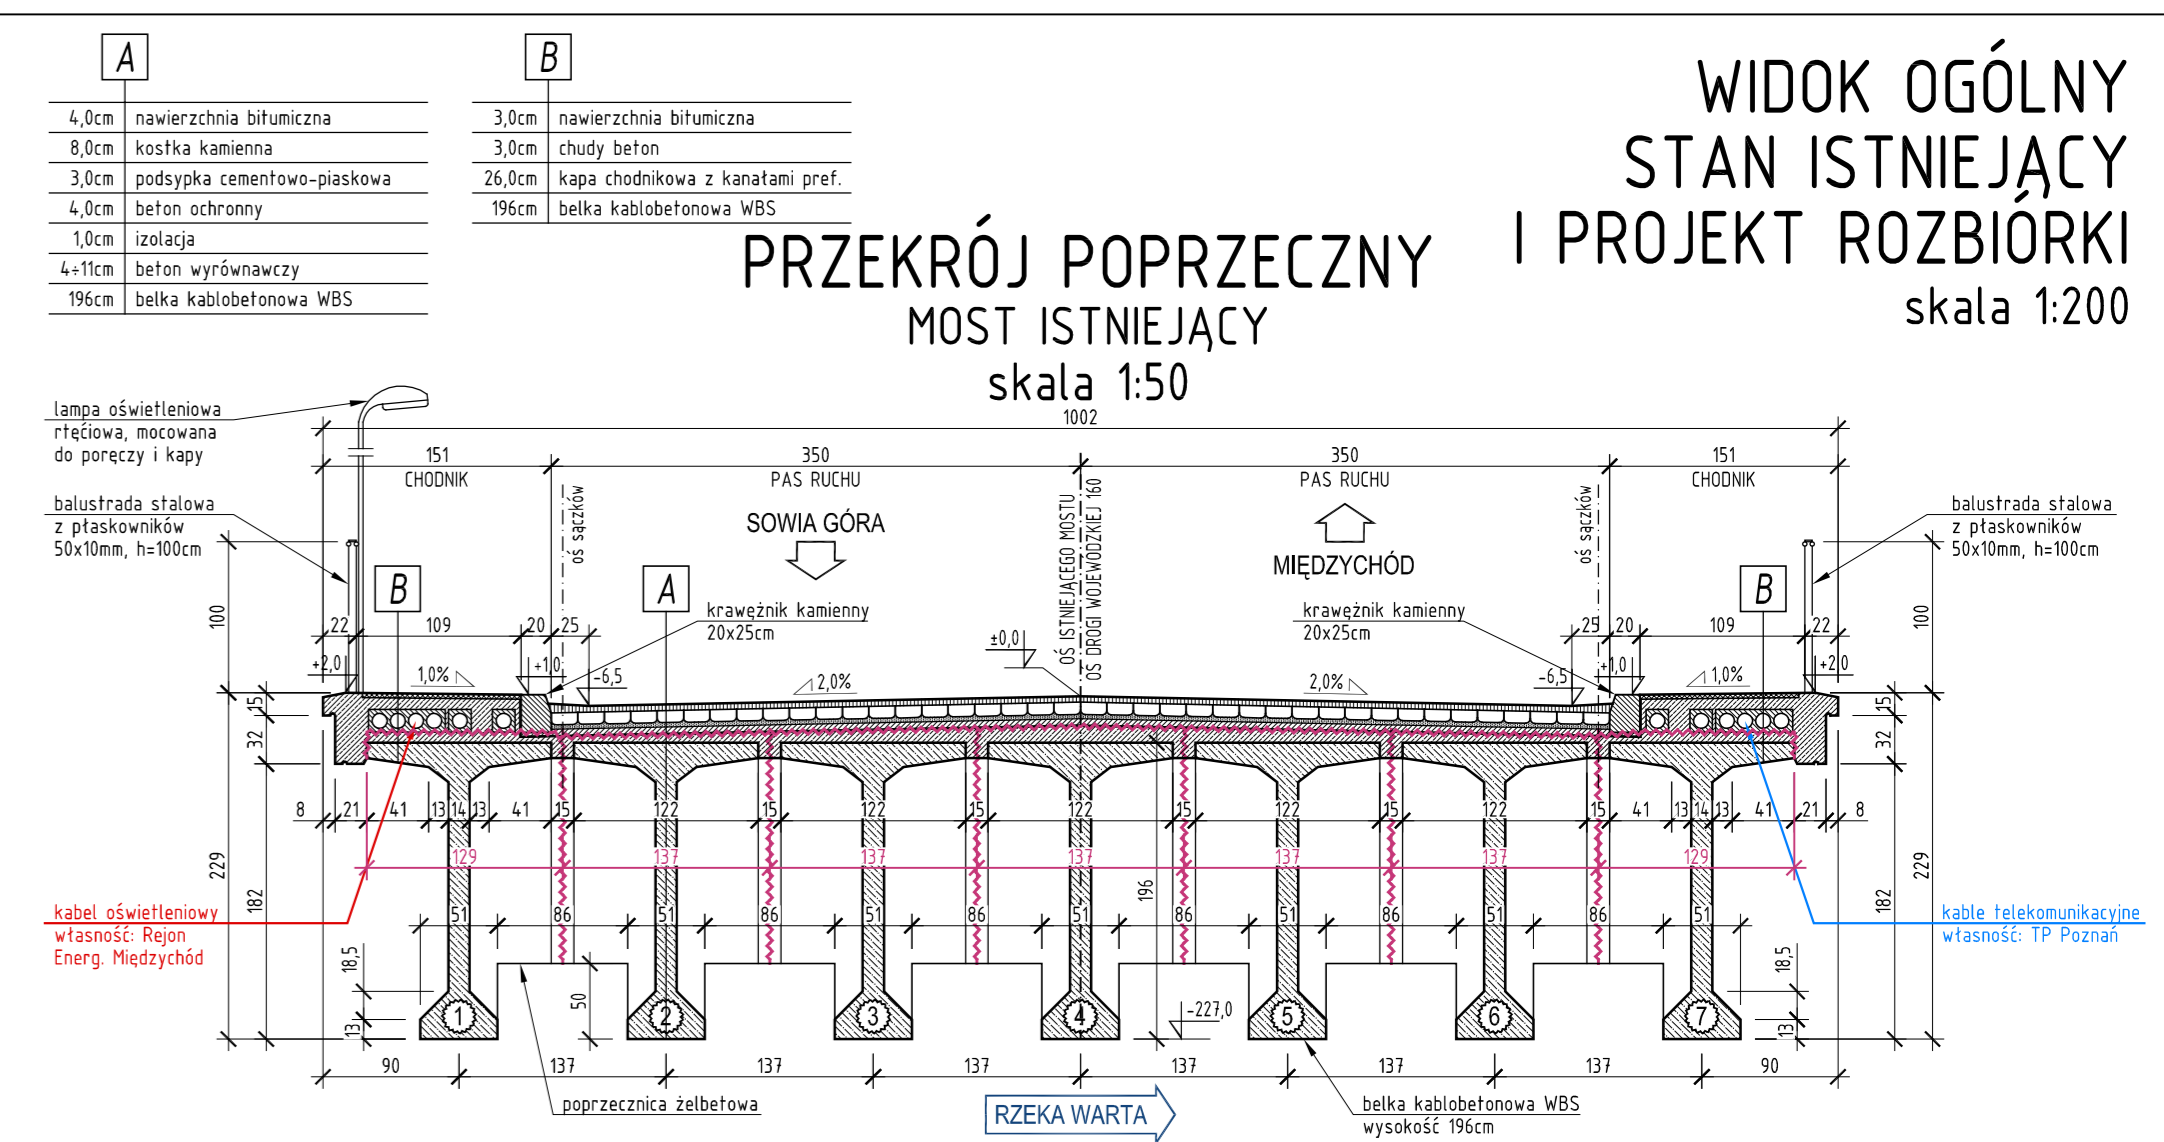 A
4,0cm nawierzchnia bitumiczna
8,0cm kostka kamienna
3,0cm podsypka cementowo-piaskowa
4,0cm beton ochronny
1,0cm izolacja
4÷11cm beton wyrównawczy
196cm belka kablobetonowa WBS
B
3,0cm nawierzchnia bitumiczna
3,0cm chudy beton
26,0cm kapa chodnikowa z kanałami pref.
196cm belka kablobetonowa WBS
WIDOK OGÓLNY
STAN ISTNIEJĄCY
I PROJEKT ROZBIÓRKI
skala 1:200
PRZEKRÓJ POPRZECZNY
MOST ISTNIEJĄCY
skala 1:50
1002
151 350 350 151
CHODNIK PAS RUCHU PAS RUCHU CHODNIK
lampa oświetleniowa
rtęćiowa, mocowana
do poręczy i kapy
balustrada stalowa
z płaskowników
50x10mm, h=100cm
oś sączków
SOWIA GÓRA
OŚ ISTNIEJĄCEGO MOSTU
OŚ DROGI WOJEWÓDZKIEJ 160
MIĘDZYCHÓD
oś sączków
balustrada stalowa
z płaskowników
50x10mm, h=100cm
B A B
krawężnik kamienny
20x25cm
krawężnik kamienny
20x25cm
100 22 109 20 25 ±0,0 25 20 109 22 100
+2,0 1,0% +1,0 -6,5 2,0% 2,0% -6,5 +1,0 1,0% +2,0
15 15
32 32
8 21 41 13 14 13 41 15 122 15 122 15 122 15 122 15 122 15 41 13 14 13 41 21 8
129 137 137 137 137 137 129
229 182 196 182 229
51 86 51 86 51 86 51 86 51 86 51 86 51
kabel oświetleniowy
własność: Rejon
Energ. Międzychód
kable telekomunikacyjne
własność: TP Poznań
18,5 50 18,5
13 -227,0 13
1 2 3 4 5 6 7
90 137 137 137 137 137 137 90
poprzecznica żelbetowa
RZEKA WARTA
belka kablobetonowa WBS
wysokość 196cm